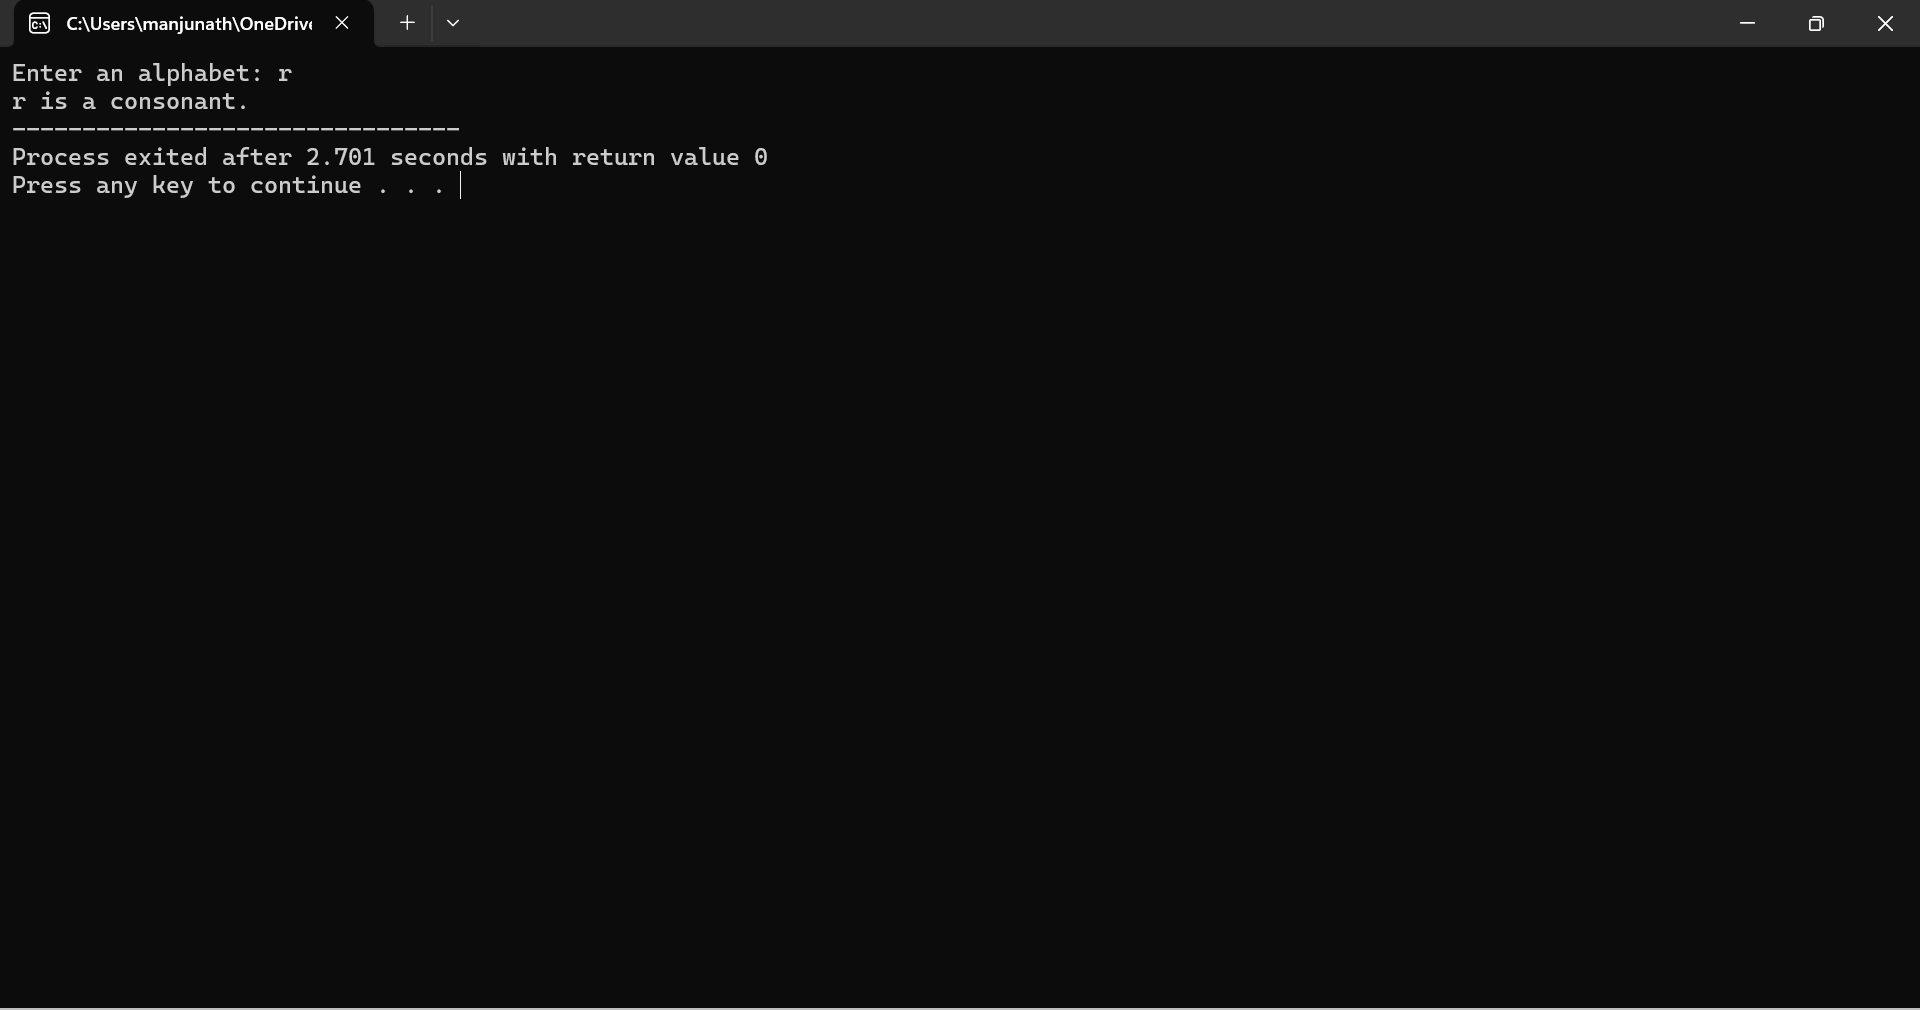 C:\Users\manjunath\OneDrive
Enter an alphabet: r
r is a consonant.
--------------------------------
Process exited after 2.701 seconds with return value 0
Press any key to continue . . .